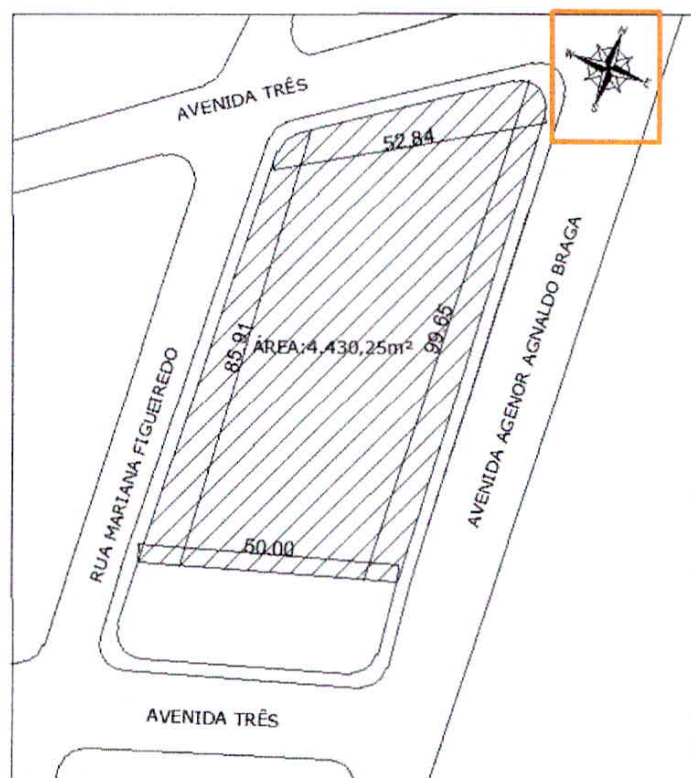 N
W
E
S
AVENIDA TRÊS
52.84
85.91
ÁREA:4.430,25m²
99.65
AVENIDA AGENOR AGNALDO BRAGA
RUA MARIANA FIGUEIREDO
50.00
AVENIDA TRÊS